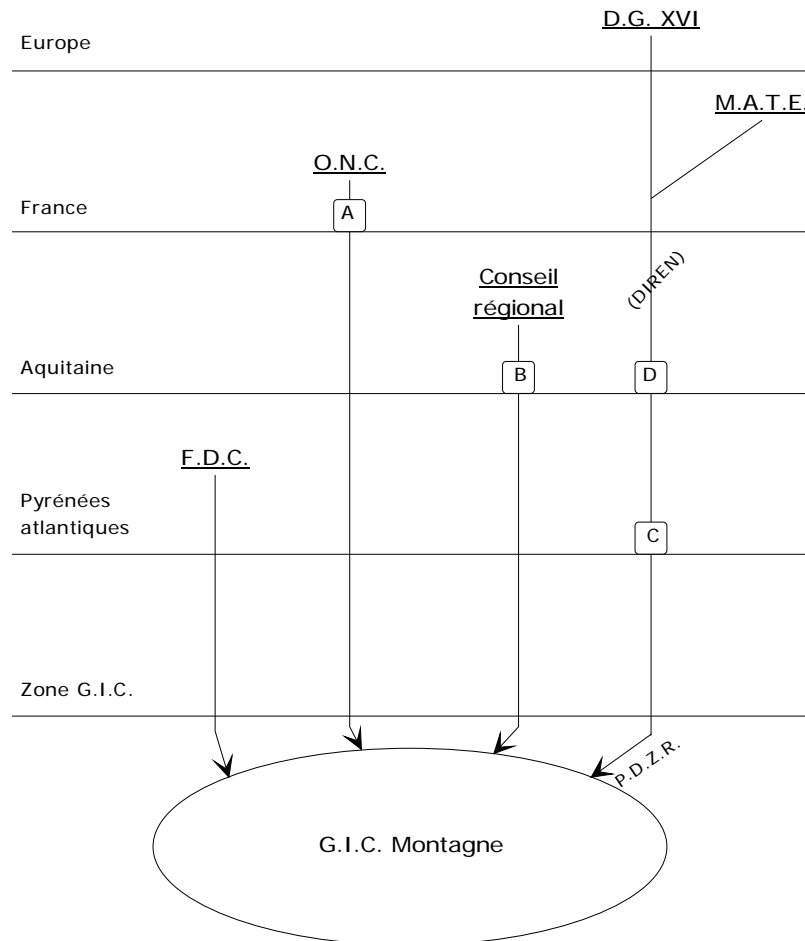 D.G. XVI
Europe
M.A.T.E.
O.N.C.
A
France
(DIREN)
Conseil
régional
Aquitaine
B
D
F.D.C.
Pyrénées
atlantiques
C
Zone G.I.C.
P.D.Z.R.
G.I.C. Montagne